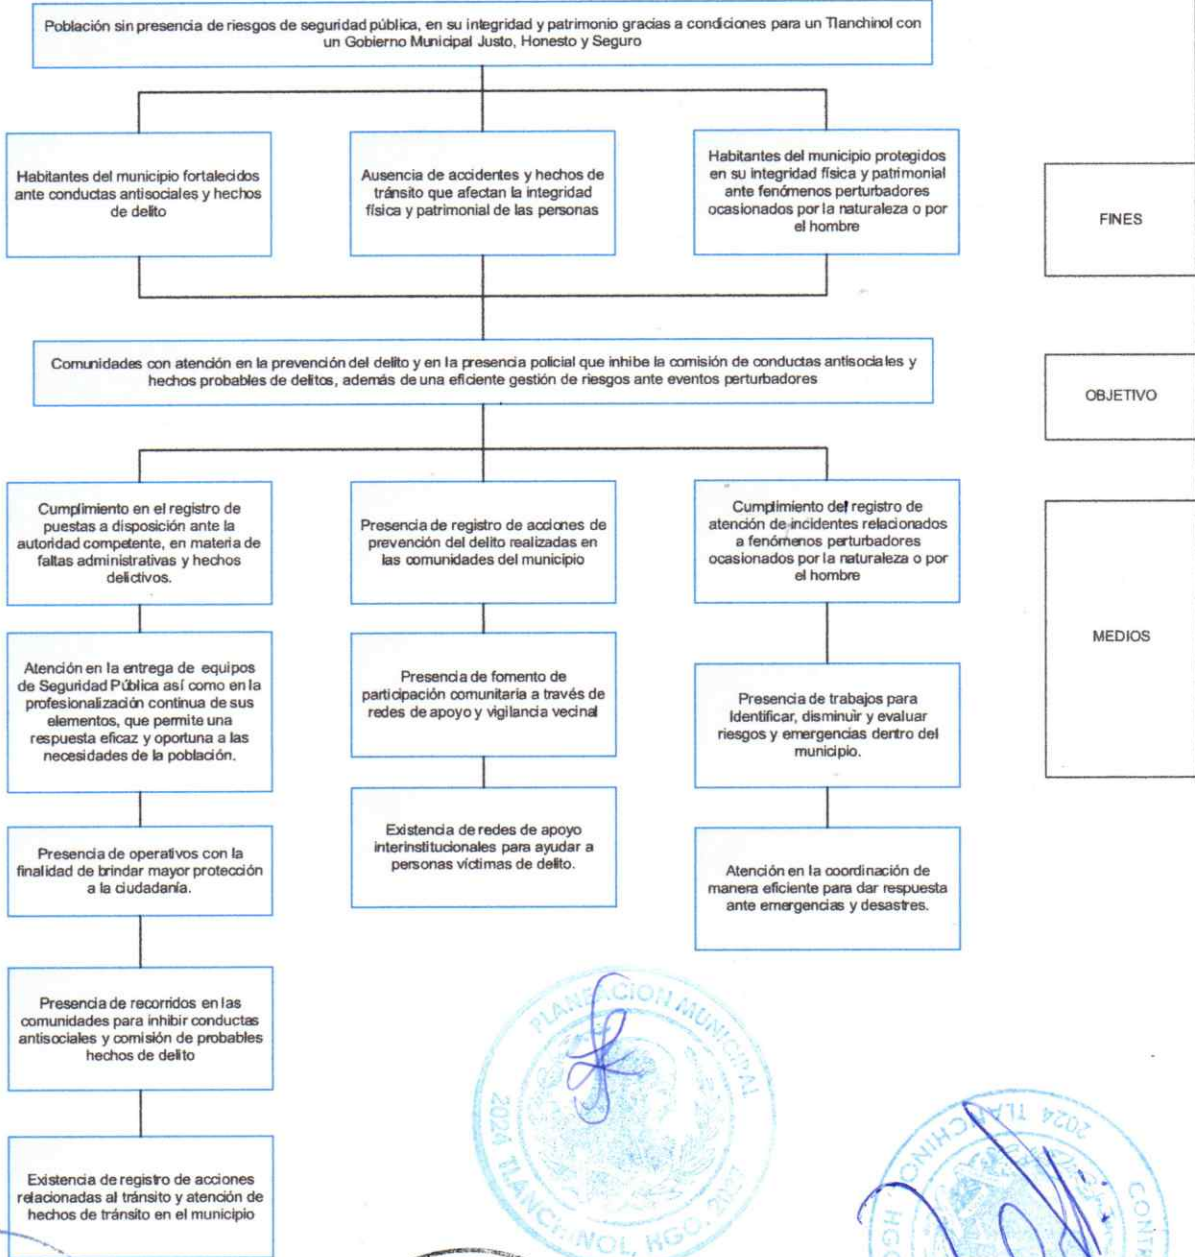 Población sin presencia de riesgos de seguridad pública, en su integridad y patrimonio gracias a condiciones para un Tlanchinol con
un Gobierno Municipal Justo, Honesto y Seguro
Habitantes del municipio fortalecidos
ante conductas antisociales y hechos
de delito
Ausencia de accidentes y hechos de
tránsito que afectan la integridad
física y patrimonial de las personas
Habitantes del municipio protegidos
en su integridad física y patrimonial
ante fenómenos perturbadores
ocasionados por la naturaleza o por
el hombre
FINES
Comunidades con atención en la prevención del delito y en la presencia policial que inhibe la comisión de conductas antisociales y
hechos probables de delitos, además de una eficiente gestión de riesgos ante eventos perturbadores
OBJETIVO
Cumplimiento en el registro de
puestas a disposición ante la
autoridad competente, en materia de
faltas administrativas y hechos
delictivos.
Presencia de registro de acciones de
prevención del delito realizadas en
las comunidades del municipio
Cumplimiento del registro de
atención de incidentes relacionados
a fenómenos perturbadores
ocasionados por la naturaleza o por
el hombre
MEDIOS
Atención en la entrega de equipos
de Seguridad Pública así como en la
profesionalización continua de sus
elementos, que permite una
respuesta eficaz y oportuna a las
necesidades de la población.
Presencia de fomento de
participación comunitaria a través de
redes de apoyo y vigilancia vecinal
Presencia de trabajos para
Identificar, disminuir y evaluar
riesgos y emergencias dentro del
municipio.
Presencia de operativos con la
finalidad de brindar mayor protección
a la ciudadanía.
Existencia de redes de apoyo
interinstitucionales para ayudar a
personas víctimas de delito.
Atención en la coordinación de
manera eficiente para dar respuesta
ante emergencias y desastres.
Presencia de recorridos en las
comunidades para inhibir conductas
antisociales y comisión de probables
hechos de delito
Existencia de registro de acciones
relacionadas al tránsito y atención de
hechos de tránsito en el municipio
PLANEACION MUNICIPAL
2024 TLANCHINOL, HGO. 2027
2024 TLANCHINO
HGO
CONTR